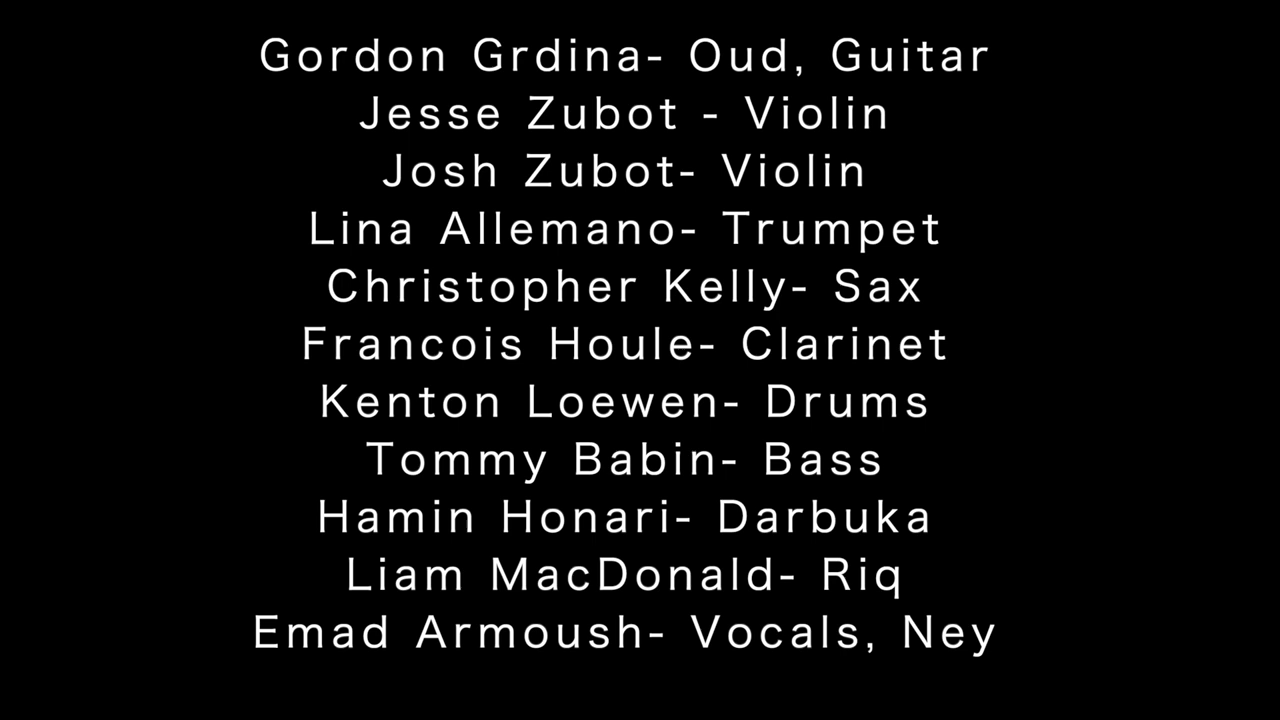 Gordon Grdina- Oud, Guitar
Jesse Zubot - Violin
Josh Zubot- Violin
Lina Allemano- Trumpet
Christopher Kelly- Sax
Francois Houle- Clarinet
Kenton Loewen- Drums
Tommy Babin- Bass
Hamin Honari- Darbuka
Liam MacDonald- Riq
Emad Armoush- Vocals, Ney